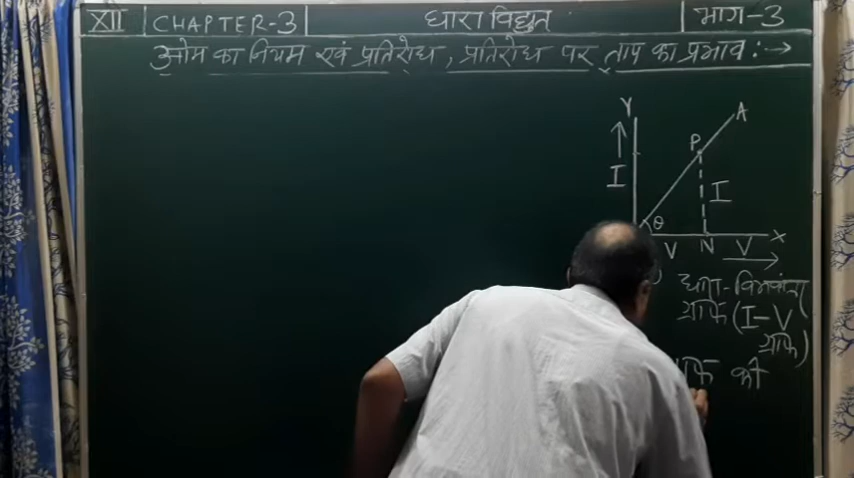 XII CHAPTER-3 धारा विद्युत भाग-3
ओम का नियम एवं प्रतिरोध, प्रतिरोध पर ताप का प्रभाव :→
Y A
P
I I
θ
V N V X
धारा-विभवांतर
ग्राफ (I-V
ग्राफ)
की